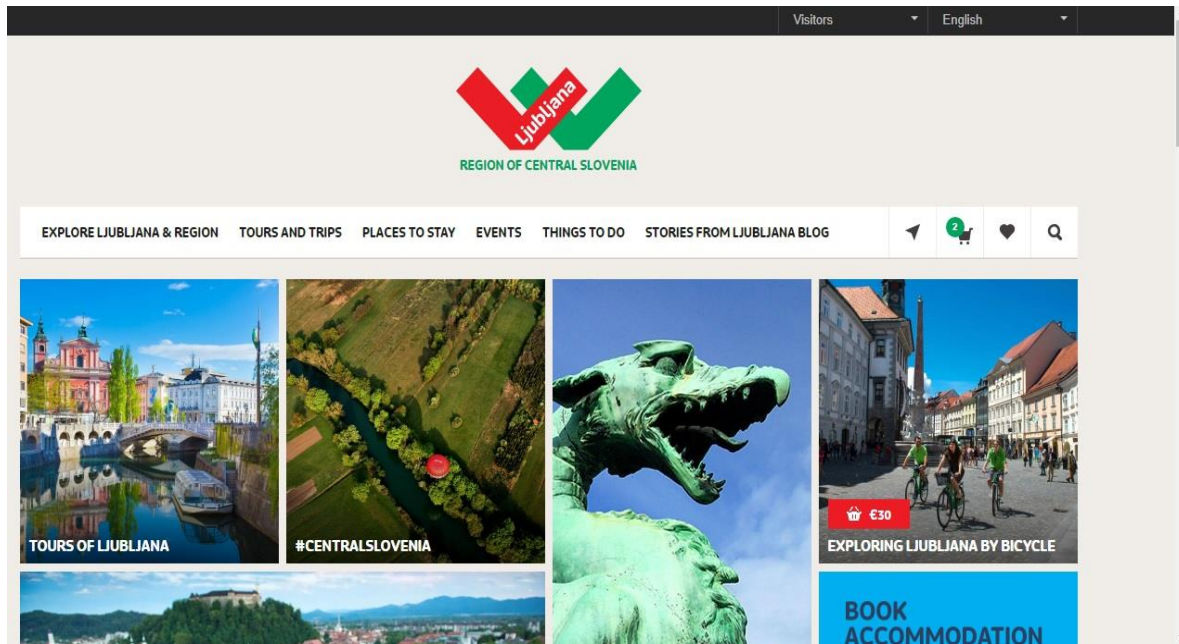 Visitors
English
Ljubljana
REGION OF CENTRAL SLOVENIA
EXPLORE LJUBLJANA & REGION
TOURS AND TRIPS
PLACES TO STAY
EVENTS
THINGS TO DO
STORIES FROM LJUBLJANA BLOG
2
TOURS OF LJUBLJANA
#CENTRALSLOVENIA
€30
EXPLORING LJUBLJANA BY BICYCLE
BOOK
ACCOMMODATION